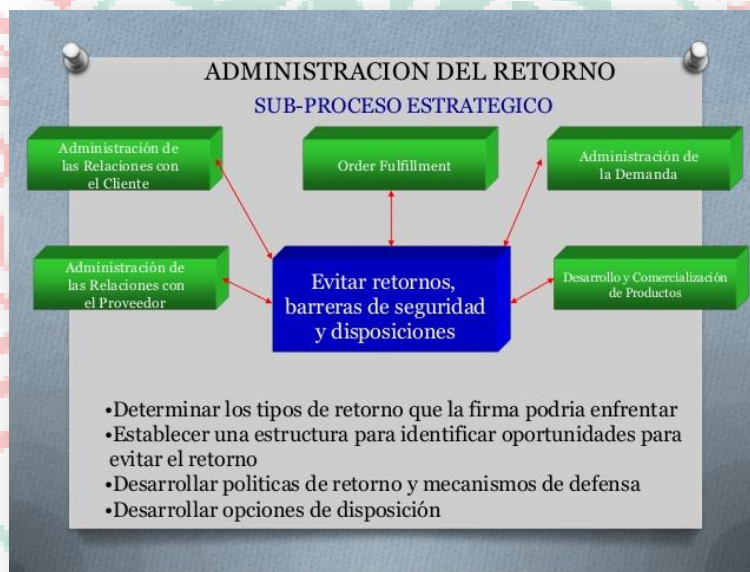 ADMINISTRACION DEL RETORNO
SUB-PROCESO ESTRATEGICO
Administración de
las Relaciones con
el Cliente
Order Fulfillment
Administración de
la Demanda
Administración de
las Relaciones con
el Proveedor
Evitar retornos,
barreras de seguridad
y disposiciones
Desarrollo y Comercialización
de Productos
•Determinar los tipos de retorno que la firma podria enfrentar
•Establecer una estructura para identificar oportunidades para
evitar el retorno
•Desarrollar politicas de retorno y mecanismos de defensa
•Desarrollar opciones de disposición